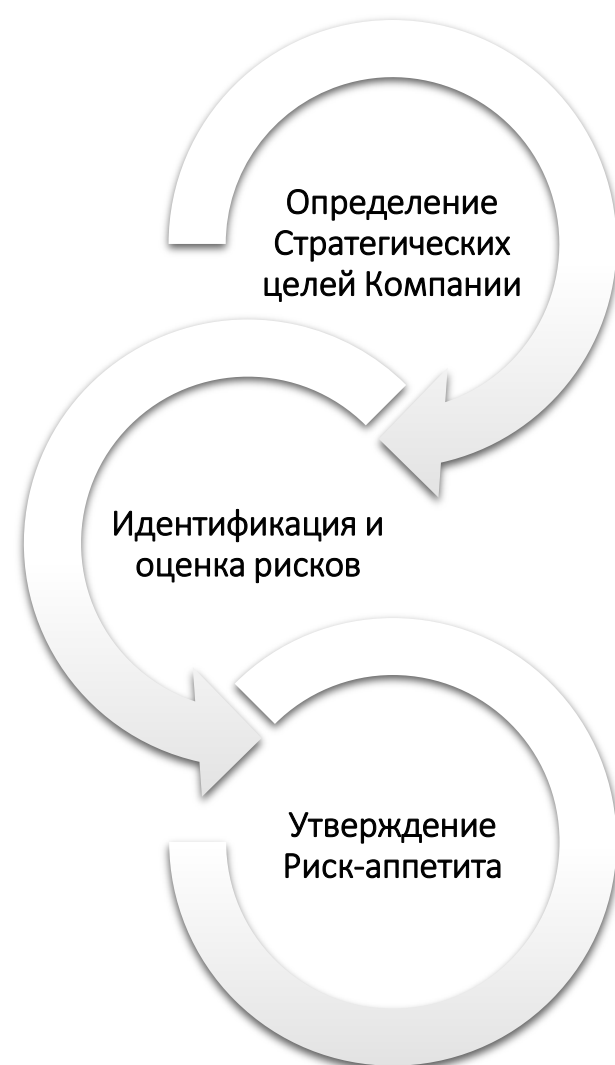 Определение
Стратегических
целей Компании
Идентификация и
оценка рисков
Утверждение
Риск-аппетита